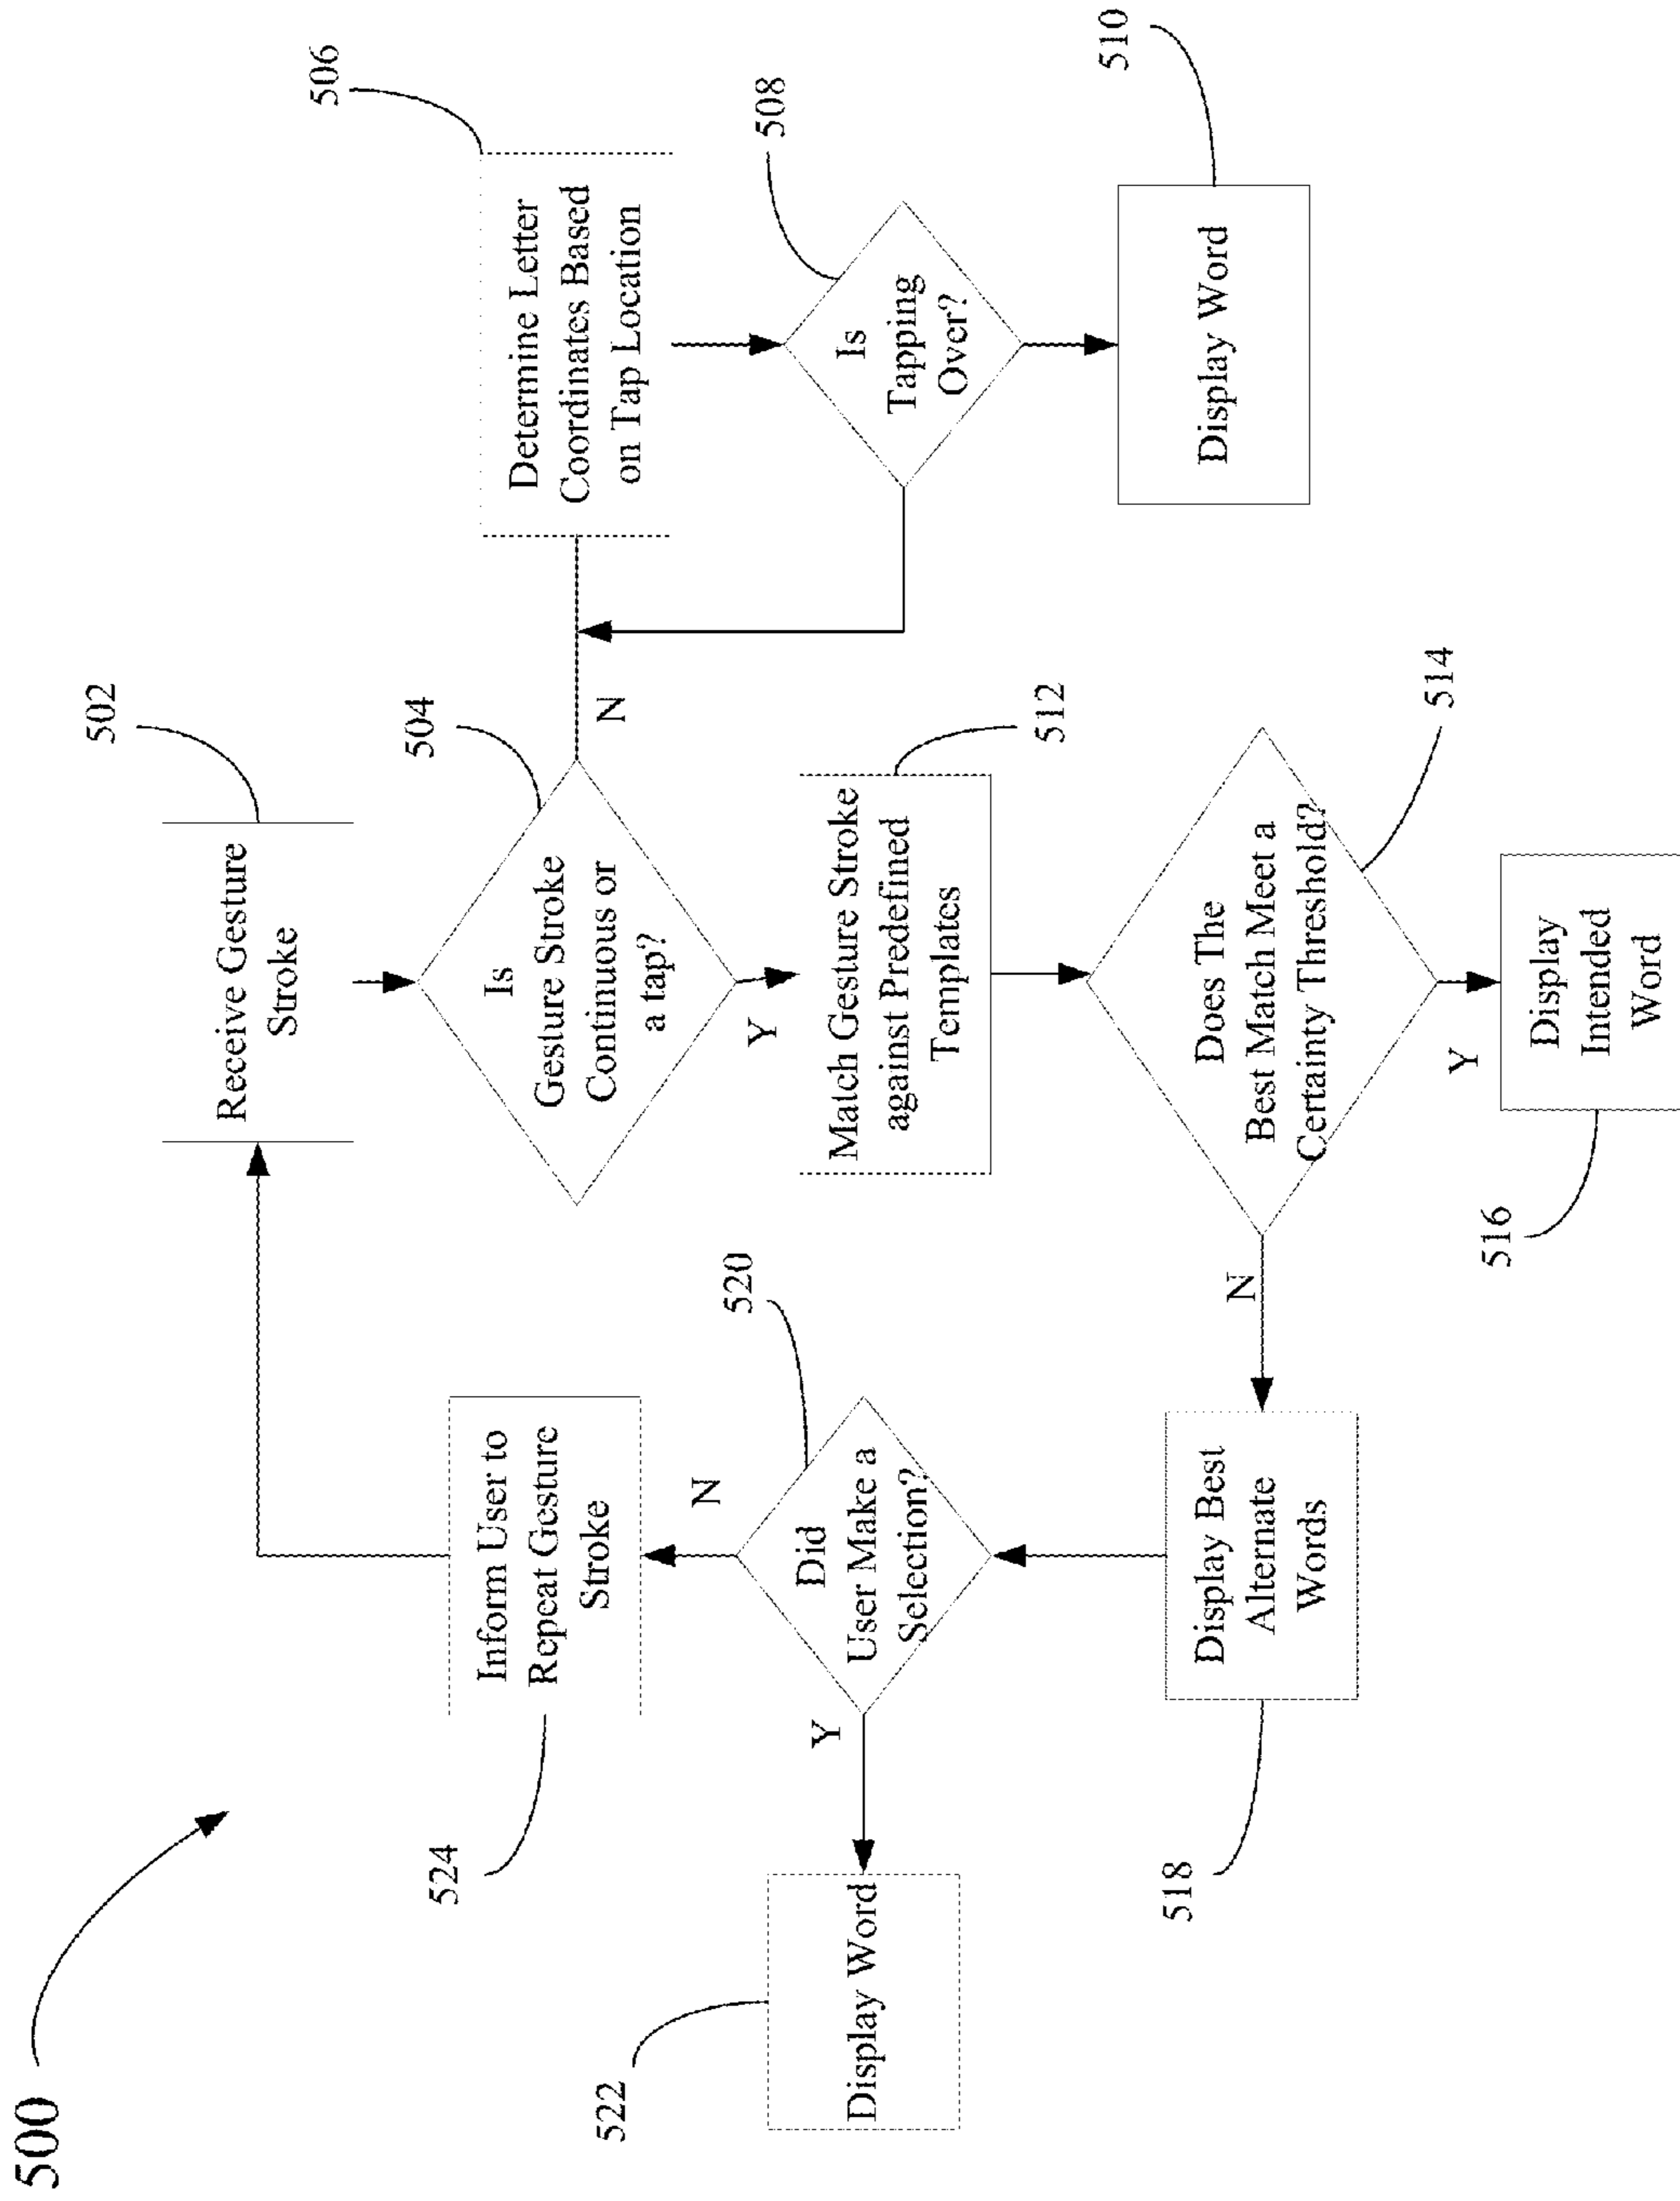 500
502
Receive Gesture
Stroke
504
Is
Gesture Stroke
Continuous or
a tap?
N
Y
506
Determine Letter
Coordinates Based
on Tap Location
508
Is
Tapping
Over?
510
Display Word
512
Match Gesture Stroke
against Predefined
Templates
514
Does The
Best Match Meet a
Certainty Threshold?
N
Y
516
Display
Intended
Word
518
Display Best
Alternate
Words
520
Did
User Make a
Selection?
N
Y
522
Display Word
524
Inform User to
Repeat Gesture
Stroke